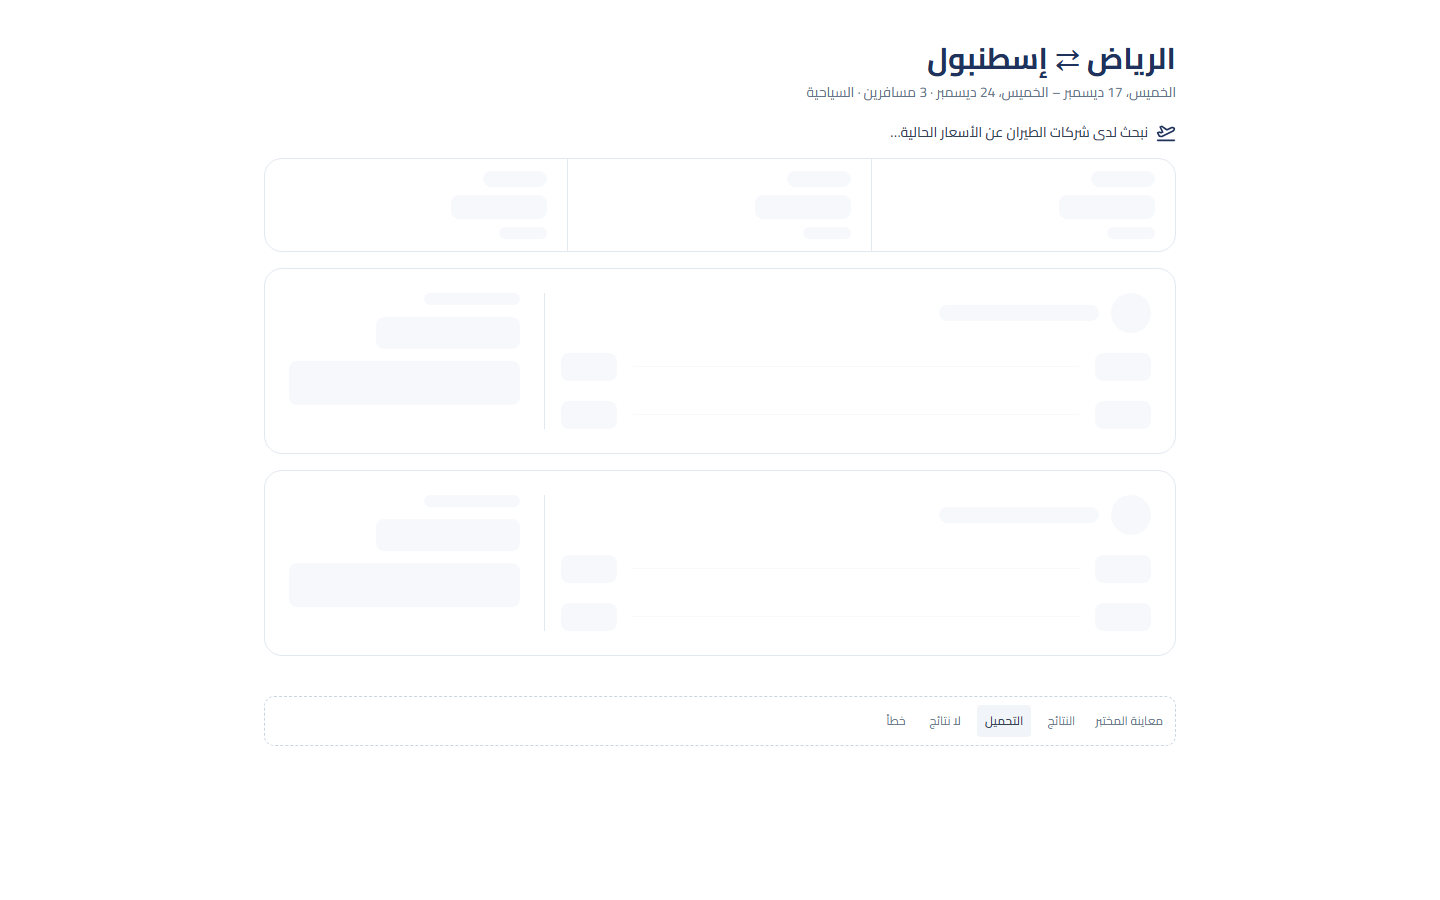 الرياض ⇄ إسطنبول
الخميس، 17 ديسمبر – الخميس، 24 ديسمبر · 3 مسافرين · السياحية
نبحث لدى شركات الطيران عن الأسعار الحالية...
معاينة المختبر النتائج التحميل لا نتائج خطأ